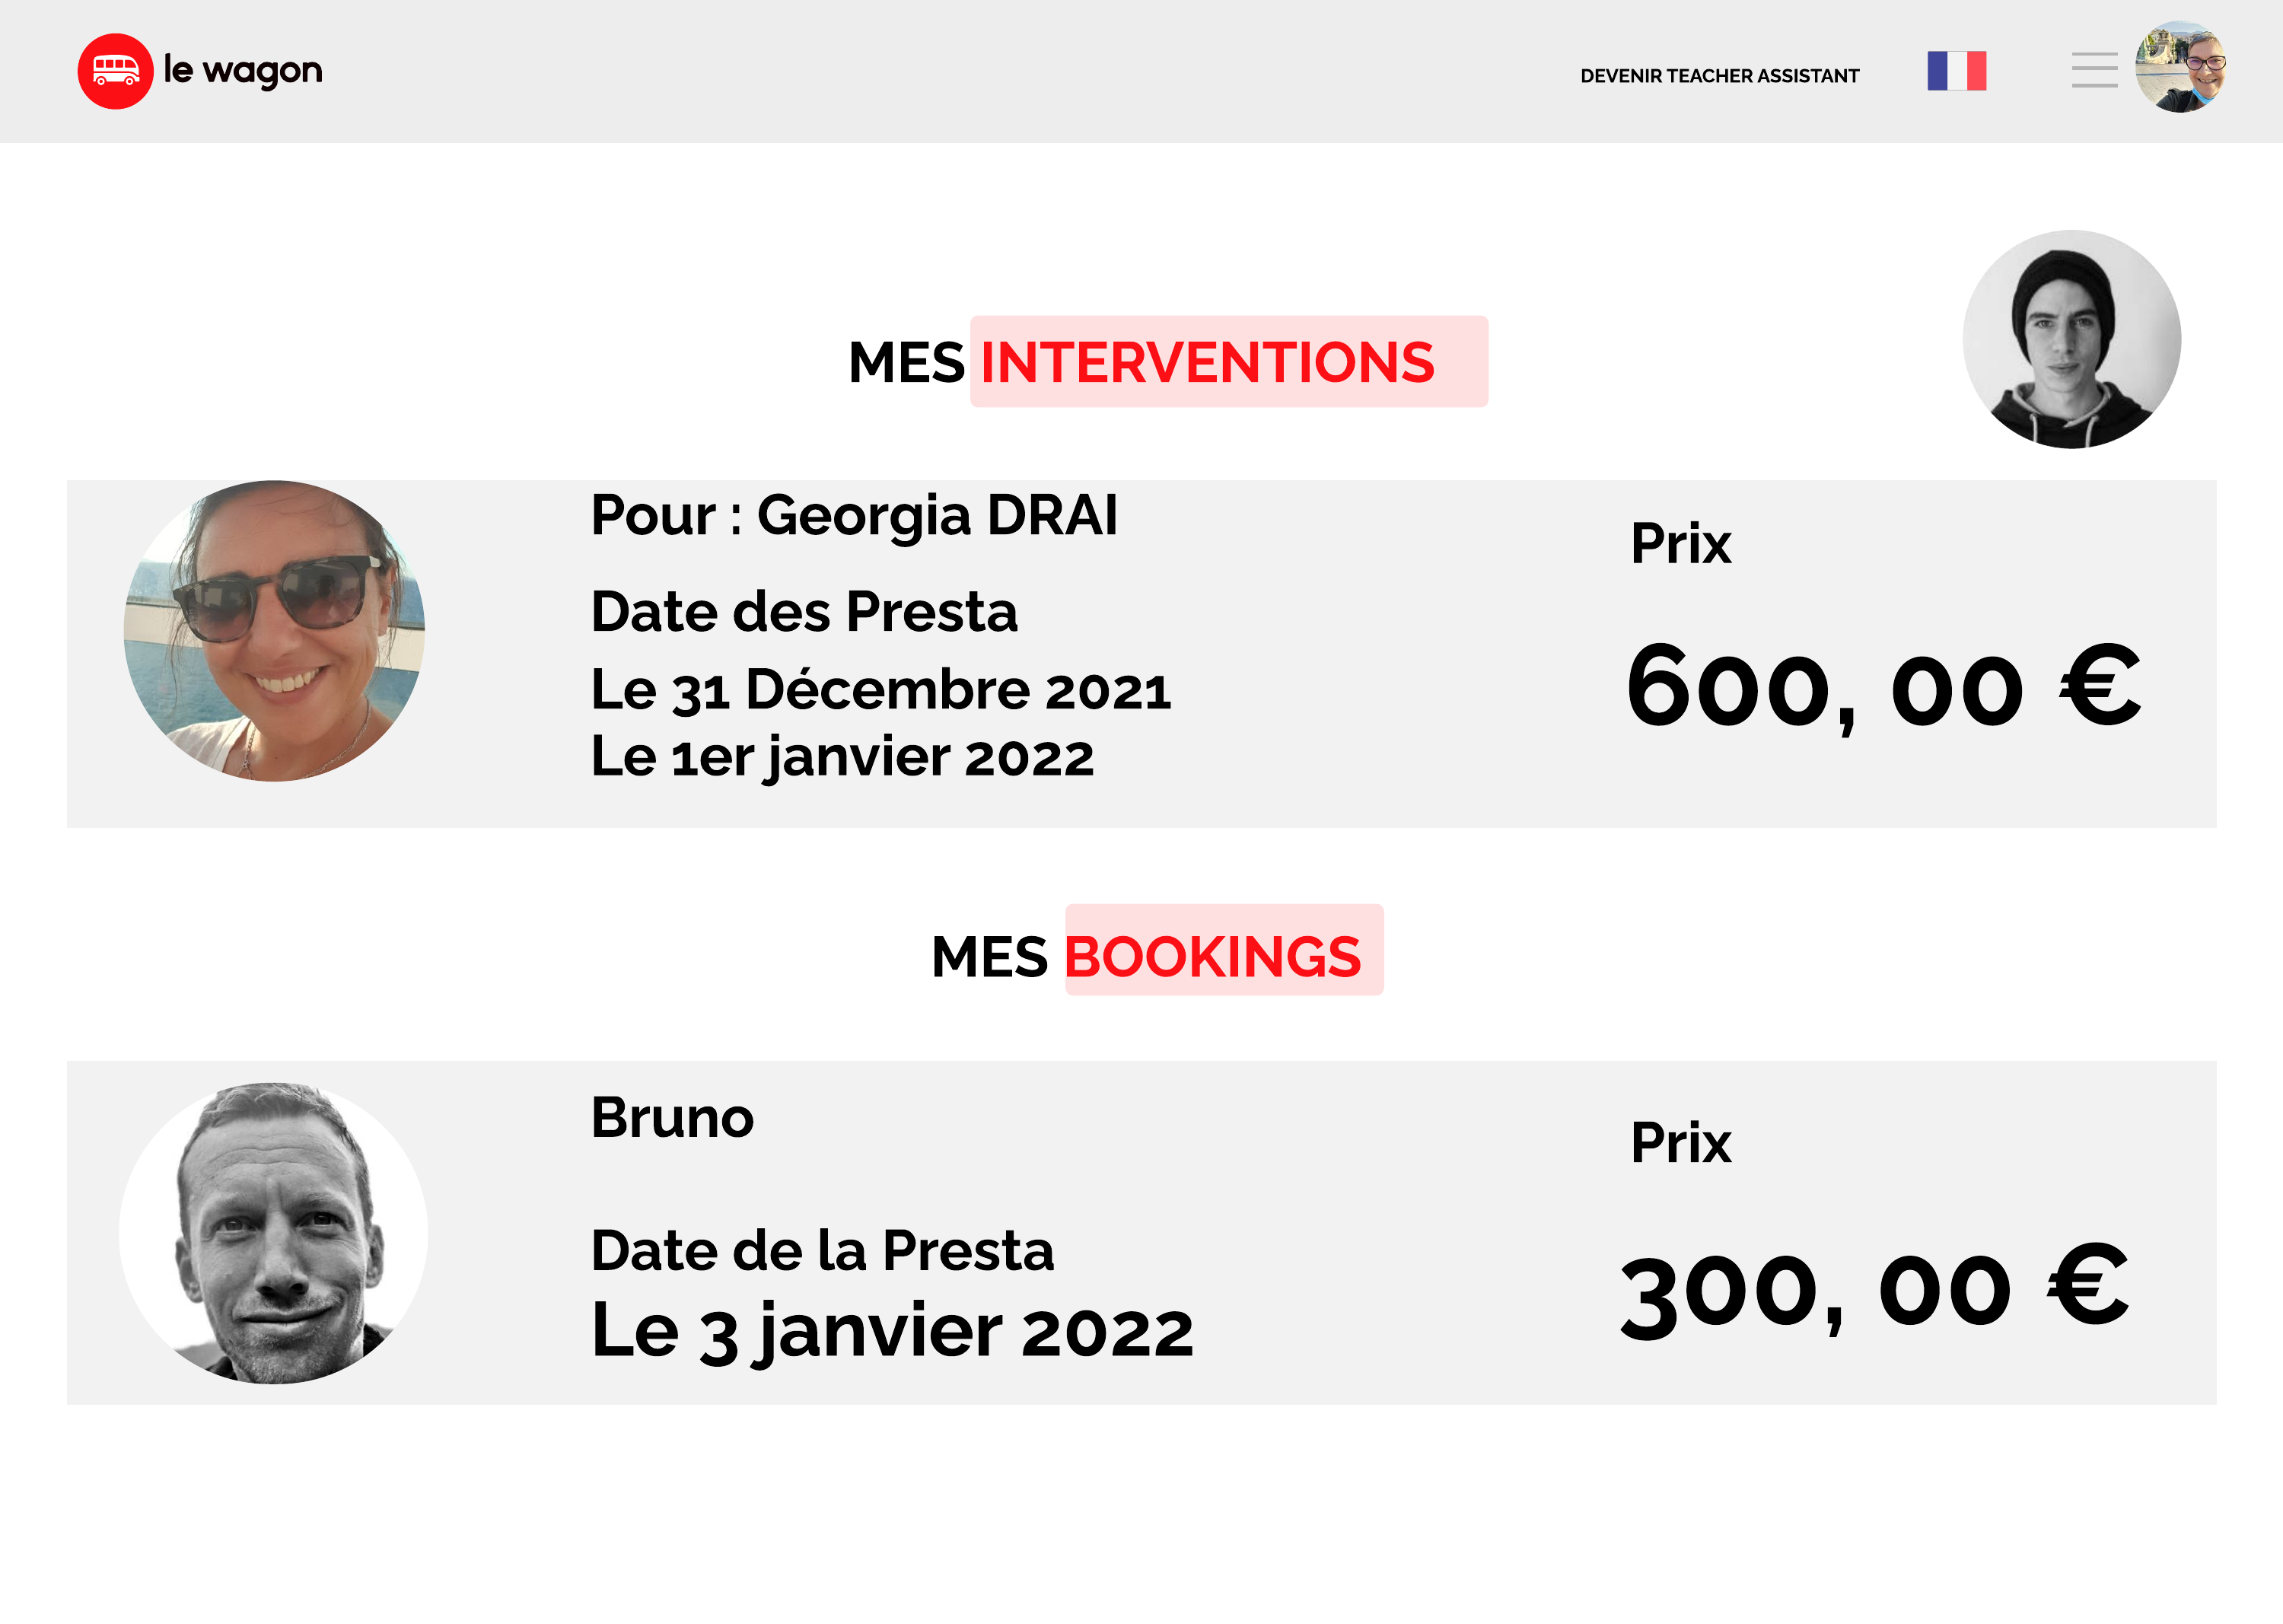 le wagon
DEVENIR TEACHER ASSISTANT
MES INTERVENTIONS
Pour : Georgia DRAI
Date des Presta
Le 31 Décembre 2021
Le 1er janvier 2022
Prix
600, 00 €
MES BOOKINGS
Bruno
Date de la Presta
Le 3 janvier 2022
Prix
300, 00 €